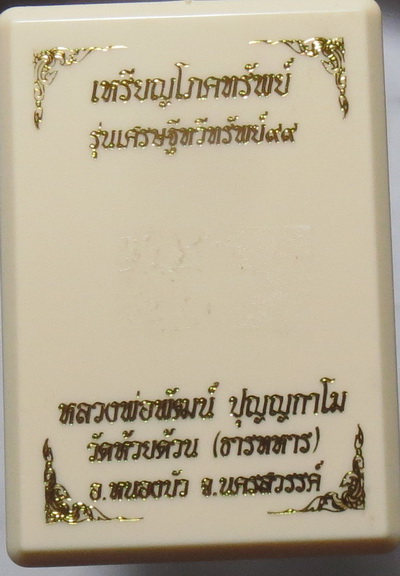 เหรียญโภคทรัพย์
รุ่นเศรษฐีทวีทรัพย์๙๙
หลวงพ่อพัฒน์ ปุญญกาโม
วัดห้วยด้วน (ธารทหาร)
อ.หนองบัว จ.นครสวรรค์